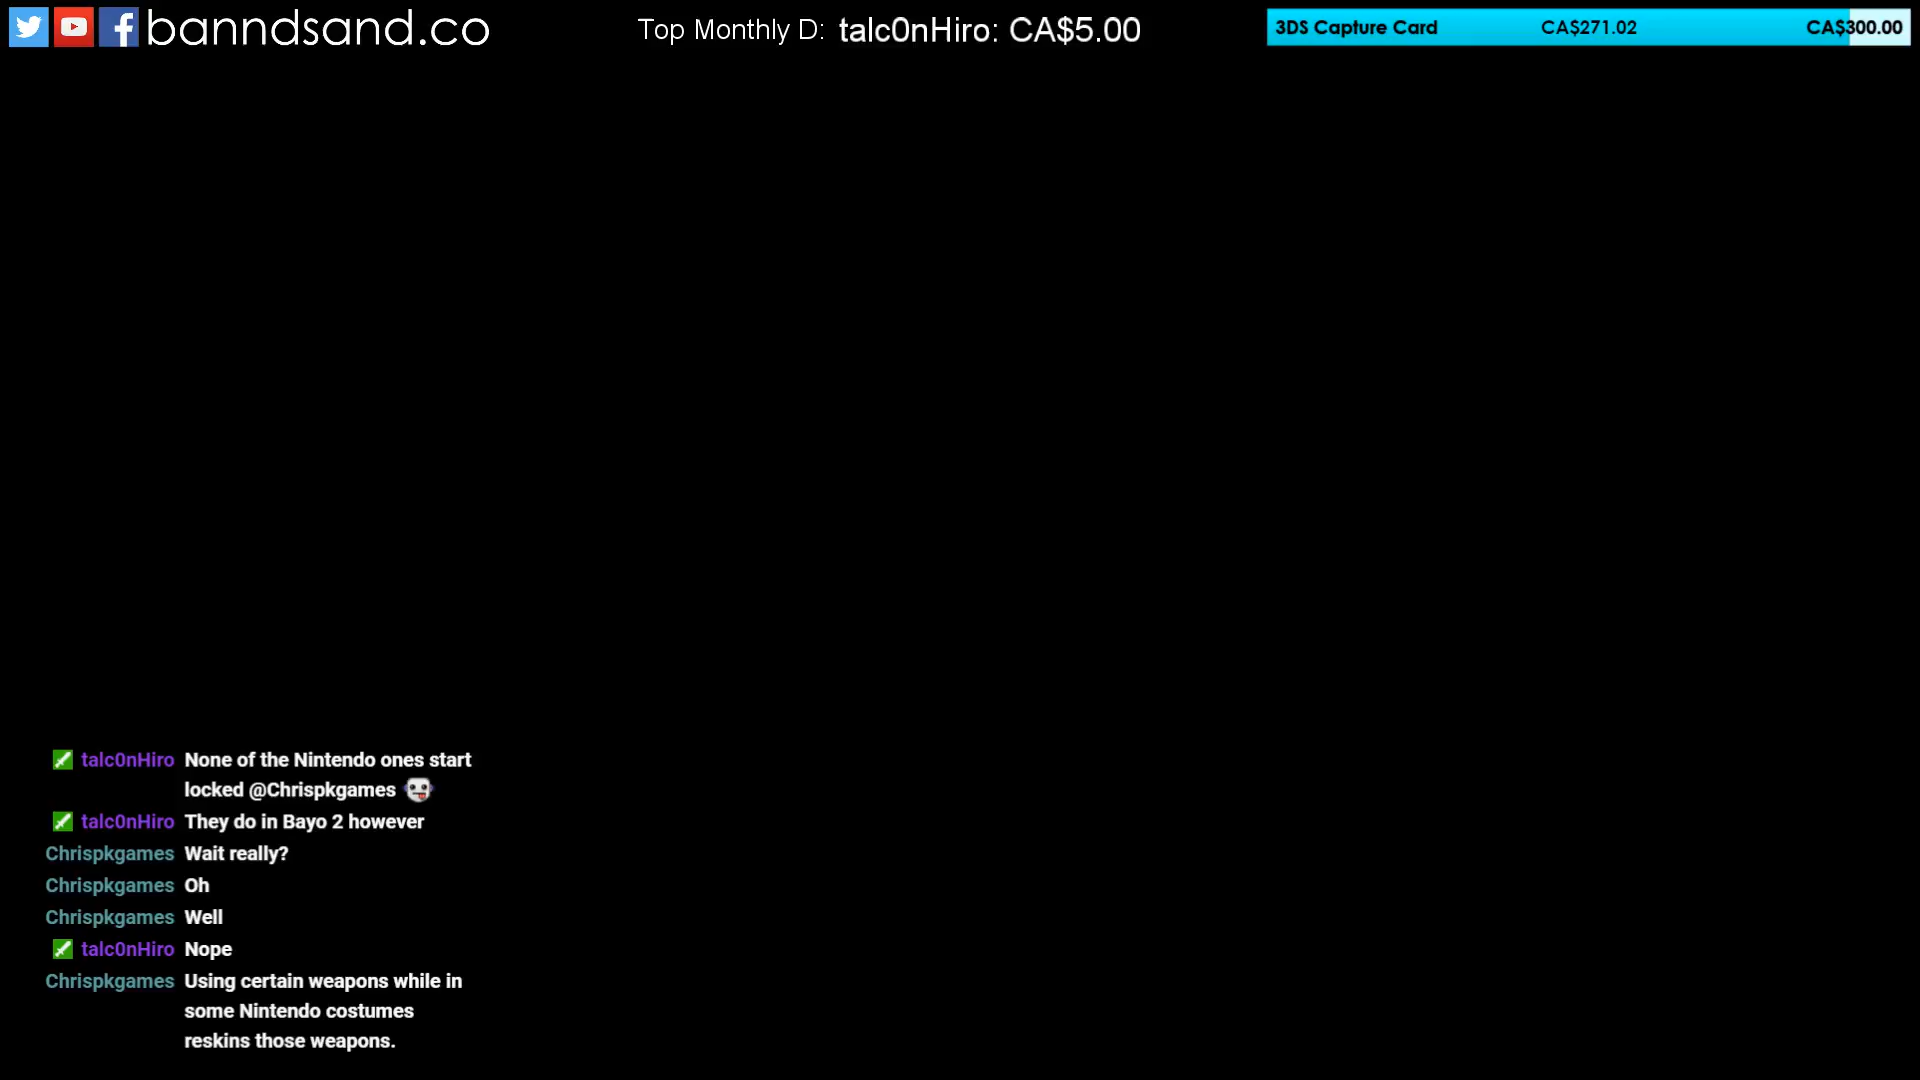 banndsand.co
Top Monthly D: talc0nHiro: CA$5.00
3DS Capture Card CA$271.02 CA$300.00
talc0nHiro None of the Nintendo ones start
locked @Chrispkgames
talc0nHiro They do in Bayo 2 however
Chrispkgames Wait really?
Chrispkgames Oh
Chrispkgames Well
talc0nHiro Nope
Chrispkgames Using certain weapons while in
some Nintendo costumes
reskins those weapons.